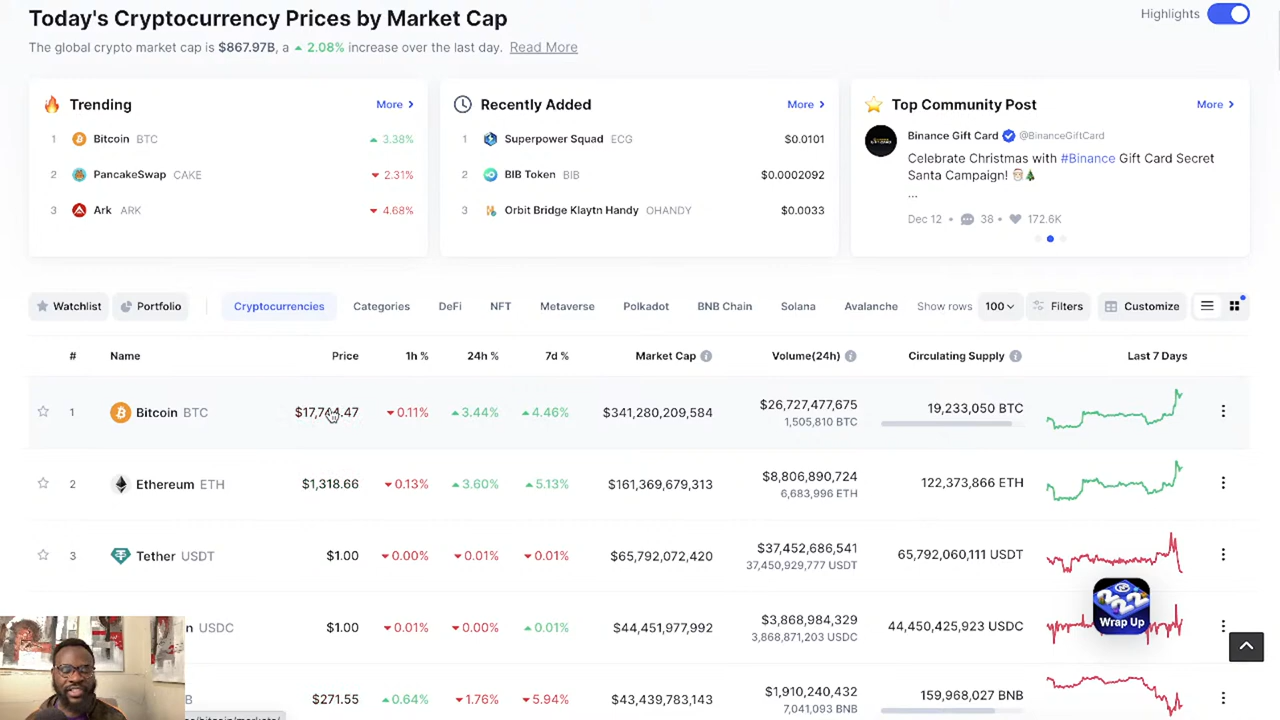 Today's Cryptocurrency Prices by Market Cap
Highlights
The global crypto market cap is $867.97B, a 2.08% increase over the last day. Read More
Trending
More
1 Bitcoin BTC 3.38%
2 PancakeSwap CAKE 2.31%
3 Ark ARK 4.68%
Recently Added
More
1 Superpower Squad ECG $0.0101
2 BIB Token BIB $0.0002092
3 Orbit Bridge Klaytn Handy OHANDY $0.0033
Top Community Post
More
Binance Gift Card @BinanceGiftCard
Celebrate Christmas with #Binance Gift Card Secret
Santa Campaign!
...
Dec 12 • 38 • 172.6K
Watchlist Portfolio Cryptocurrencies Categories DeFi NFT Metaverse Polkadot BNB Chain Solana Avalanche Show rows 100 Filters Customize
# Name Price 1h % 24h % 7d % Market Cap Volume(24h) Circulating Supply Last 7 Days
1 Bitcoin BTC 0.11% 3.44% 4.46% $341,280,209,584 $26,727,477,675 19,233,050 BTC
1,505,810 BTC
2 Ethereum ETH $1,318.66 0.13% 3.60% 5.13% $161,369,679,313 $8,806,890,724 122,373,866 ETH
6,683,996 ETH
3 Tether USDT $1.00 0.00% 0.01% 0.01% $65,792,072,420 $37,452,686,541 65,792,060,111 USDT
37,450,929,777 USDT
USDC $1.00 0.01% 0.00% 0.01% $44,451,977,992 $3,868,984,329 44,450,425,923 USDC
3,868,871,203 USDC
2022
Wrap Up
$271.55 0.64% 1.76% 5.94% $43,439,783,143 $1,910,240,432 159,968,027 BNB
7,041,093 BNB